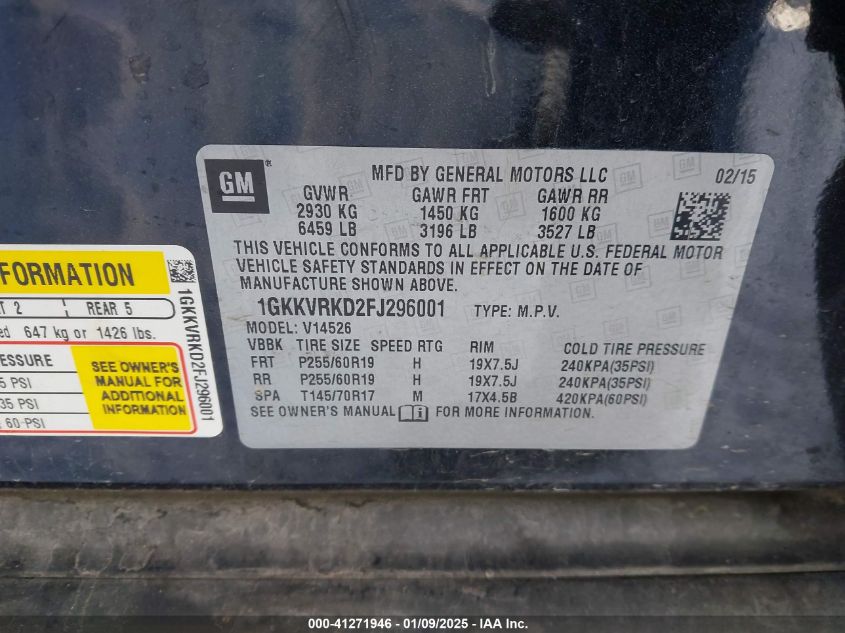 GM
MFD BY GENERAL MOTORS LLC
02/15
GVWR GAWR FRT GAWR RR
2930 KG 1450 KG 1600 KG
6459 LB 3196 LB 3527 LB
THIS VEHICLE CONFORMS TO ALL APPLICABLE U.S. FEDERAL MOTOR
VEHICLE SAFETY STANDARDS IN EFFECT ON THE DATE OF
MANUFACTURE SHOWN ABOVE.
1GKKVRKD2FJ296001 TYPE: M.P.V.
MODEL: V14526
VBBK TIRE SIZE SPEED RTG RIM COLD TIRE PRESSURE
FRT P255/60R19 H 19X7.5J 240KPA(35PSI)
RR P255/60R19 H 19X7.5J 240KPA(35PSI)
SPA T145/70R17 M 17X4.5B 420KPA(60PSI)
SEE OWNER'S MANUAL FOR MORE INFORMATION.
FORMATION
2 REAR 5
647 kg or 1426 lbs.
PRESSURE
5 PSI
35 PSI
60 PSI
SEE OWNER'S
MANUAL FOR
ADDITIONAL
INFORMATION
1GKKVRKD2FJ296001
000-41271946 - 01/09/2025 - IAA Inc.